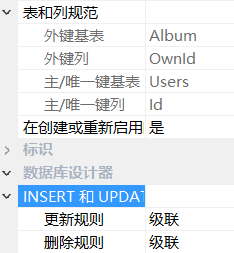 表和列规范
外键基表 Album
外键列 OwnId
主/唯一键基表 Users
主/唯一键列 Id
在创建或重新启用 是
标识
数据库设计器
INSERT 和 UPDAT
更新规则 级联
删除规则 级联